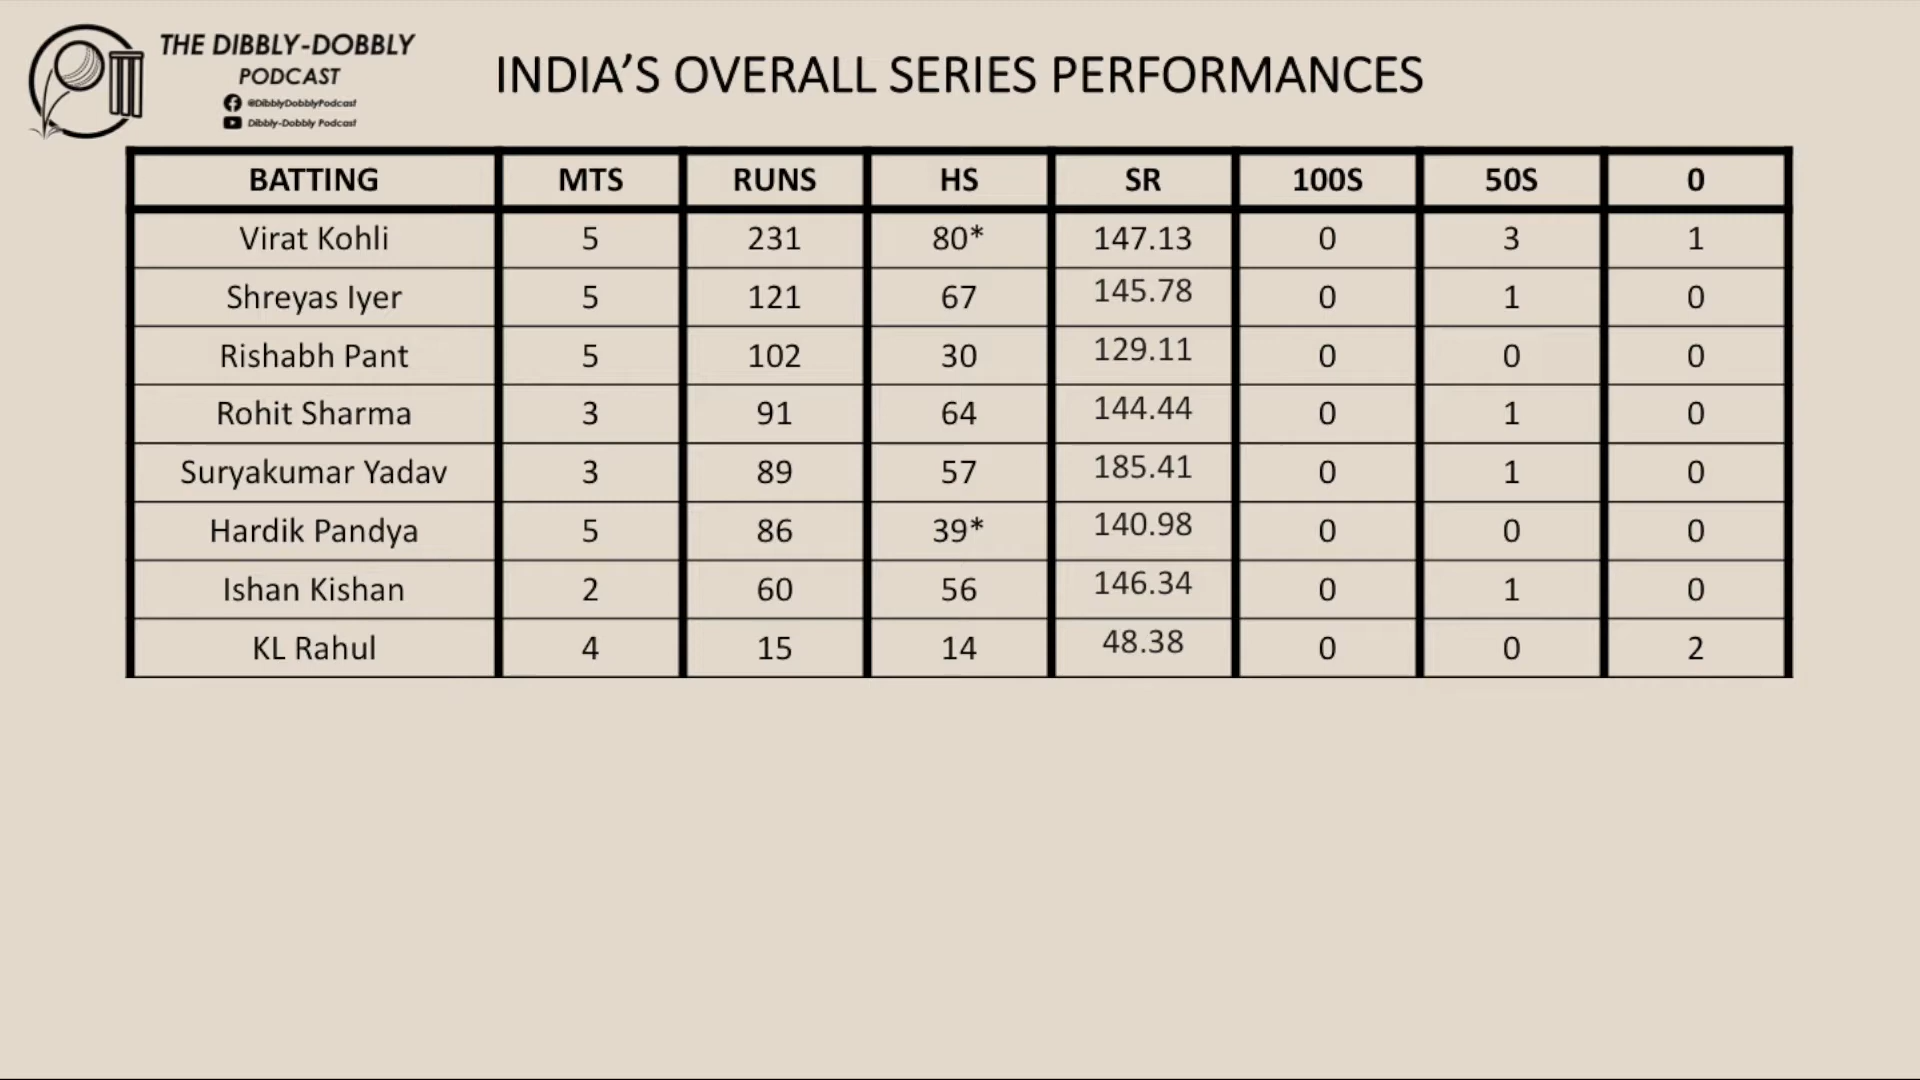 THE DIBBLY-DOBBLY
PODCAST
@DibblyDobblyPodcast
Dibbly-Dobbly Podcast
INDIA’S OVERALL SERIES PERFORMANCES
BATTING MTS RUNS HS SR 100S 50S 0
Virat Kohli 5 231 80* 147.13 0 3 1
Shreyas Iyer 5 121 67 145.78 0 1 0
Rishabh Pant 5 102 30 129.11 0 0 0
Rohit Sharma 3 91 64 144.44 0 1 0
Suryakumar Yadav 3 89 57 185.41 0 1 0
Hardik Pandya 5 86 39* 140.98 0 0 0
Ishan Kishan 2 60 56 146.34 0 1 0
KL Rahul 4 15 14 48.38 0 0 2